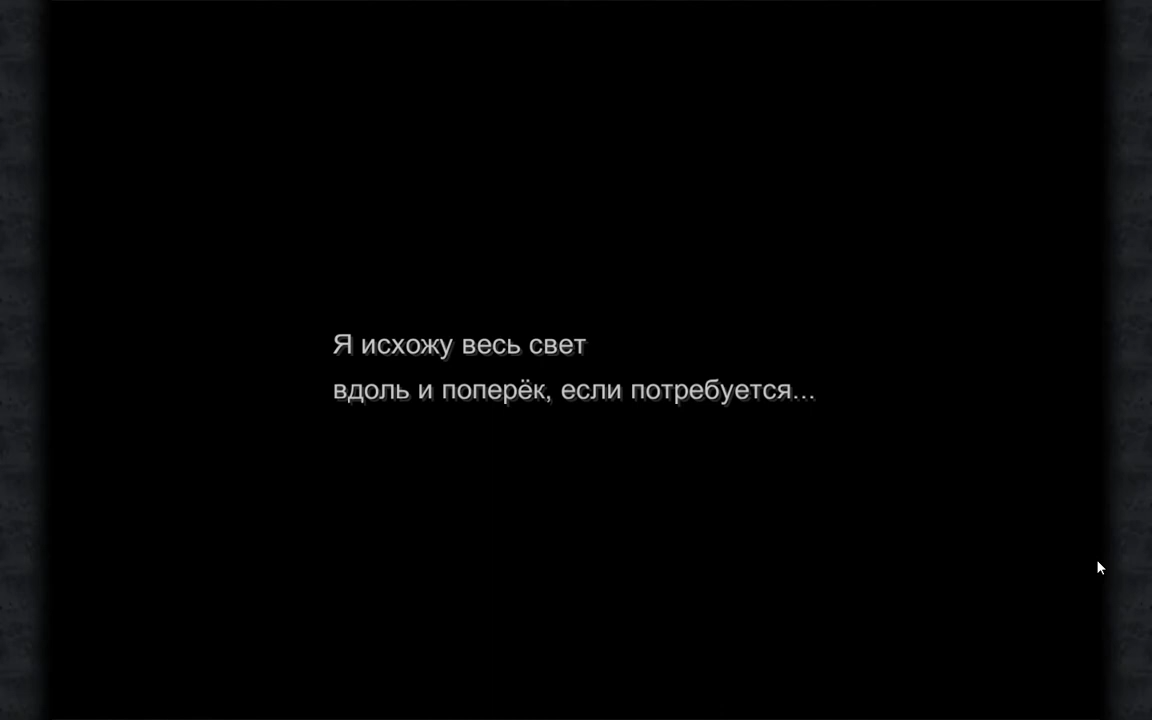 Я исхожу весь свет
вдоль и поперёк, если потребуется...